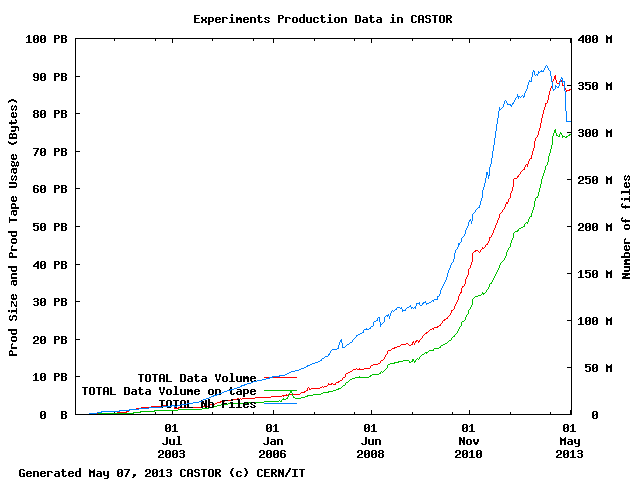 Experiments Production Data in CASTOR
100 PB
90 PB
80 PB
70 PB
60 PB
50 PB
40 PB
30 PB
20 PB
10 PB
0  B
Prod Size and Prod Tape Usage (Bytes)
400 M
350 M
300 M
250 M
200 M
150 M
100 M
50 M
0
Number of files
TOTAL Data Volume
TOTAL Data Volume on tape
TOTAL Nb Files
01 Jul 2003
01 Jan 2006
01 Jun 2008
01 Nov 2010
01 May 2013
Generated May 07, 2013 CASTOR (c) CERN/IT